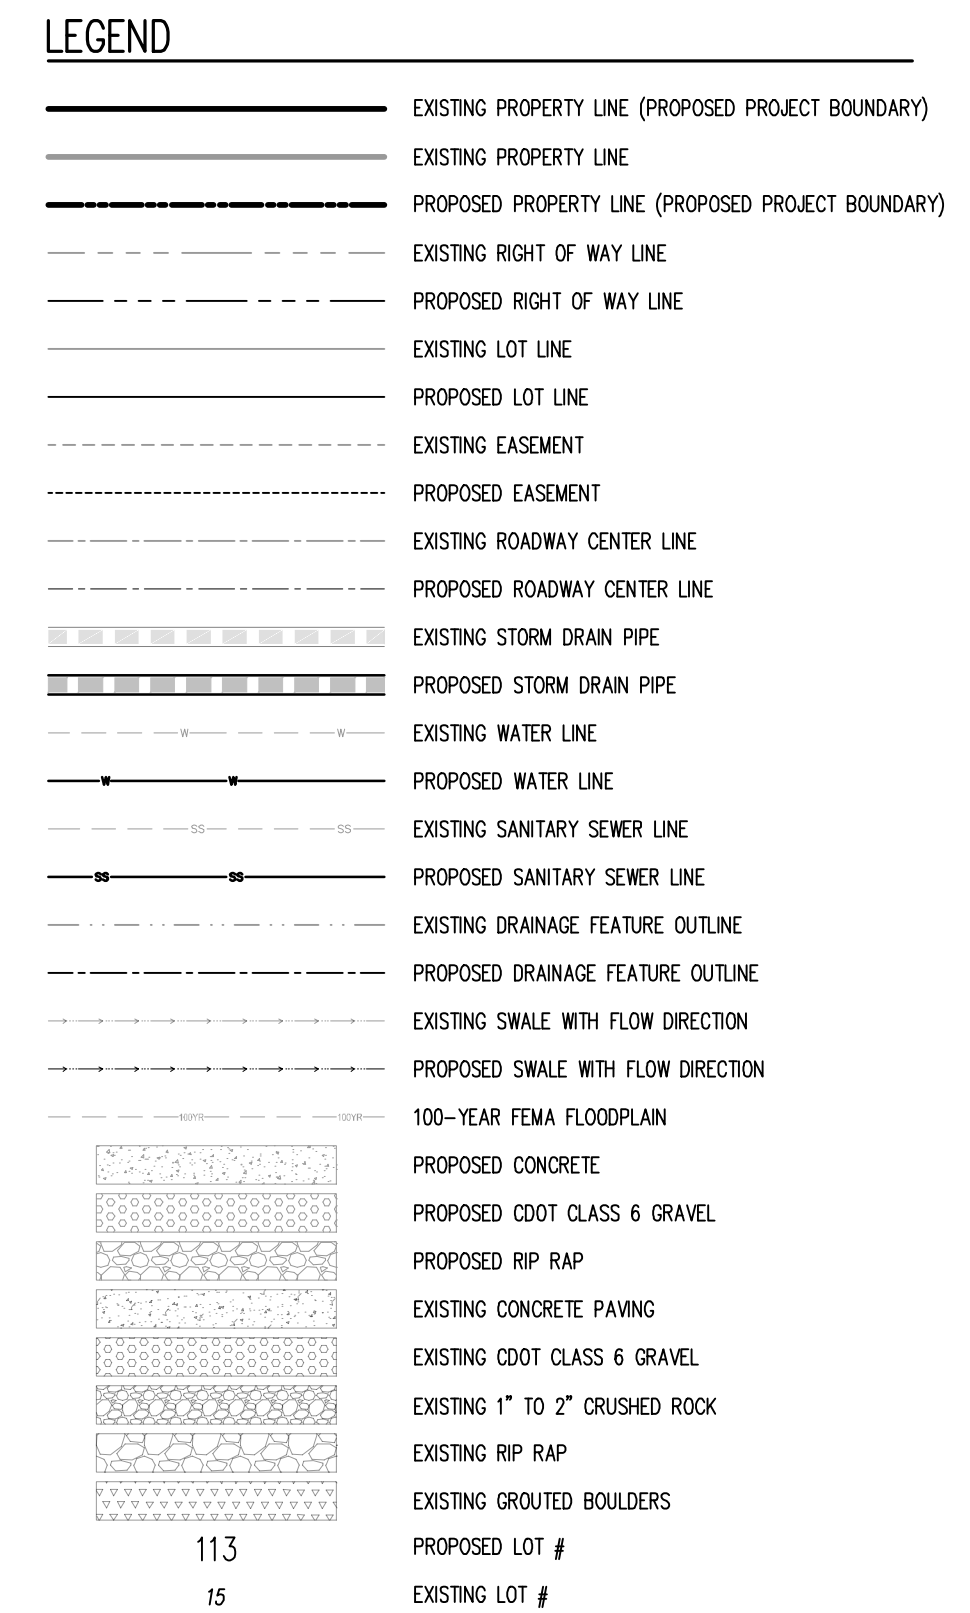 LEGEND
EXISTING PROPERTY LINE (PROPOSED PROJECT BOUNDARY)
EXISTING PROPERTY LINE
PROPOSED PROPERTY LINE (PROPOSED PROJECT BOUNDARY)
EXISTING RIGHT OF WAY LINE
PROPOSED RIGHT OF WAY LINE
EXISTING LOT LINE
PROPOSED LOT LINE
EXISTING EASEMENT
PROPOSED EASEMENT
EXISTING ROADWAY CENTER LINE
PROPOSED ROADWAY CENTER LINE
EXISTING STORM DRAIN PIPE
PROPOSED STORM DRAIN PIPE
W W EXISTING WATER LINE
W W PROPOSED WATER LINE
SS SS EXISTING SANITARY SEWER LINE
SS SS PROPOSED SANITARY SEWER LINE
EXISTING DRAINAGE FEATURE OUTLINE
PROPOSED DRAINAGE FEATURE OUTLINE
EXISTING SWALE WITH FLOW DIRECTION
PROPOSED SWALE WITH FLOW DIRECTION
100YR 100YR 100-YEAR FEMA FLOODPLAIN
PROPOSED CONCRETE
PROPOSED CDOT CLASS 6 GRAVEL
PROPOSED RIP RAP
EXISTING CONCRETE PAVING
EXISTING CDOT CLASS 6 GRAVEL
EXISTING 1" TO 2" CRUSHED ROCK
EXISTING RIP RAP
EXISTING GROUTED BOULDERS
113 PROPOSED LOT #
15 EXISTING LOT #